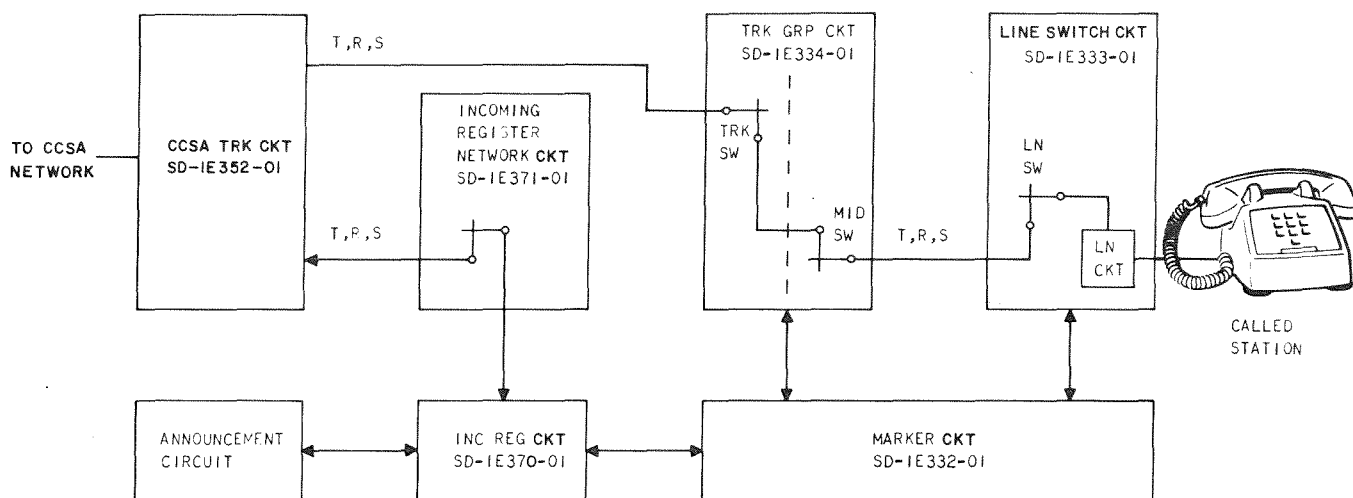 TO CCSA
NETWORK
CCSA TRK CKT
SD-1E352-01
T,R,S
T,R,S
INCOMING
REGISTER
NETWORK CKT
SD-1E371-01
TRK GRP CKT
SD-1E334-01
TRK
SW
MID
SW
T,R,S
LINE SWITCH CKT
SD-1E333-01
LN
SW
LN
CKT
CALLED
STATION
ANNOUNCEMENT
CIRCUIT
INC REG CKT
SD-1E370-01
MARKER CKT
SD-1E332-01